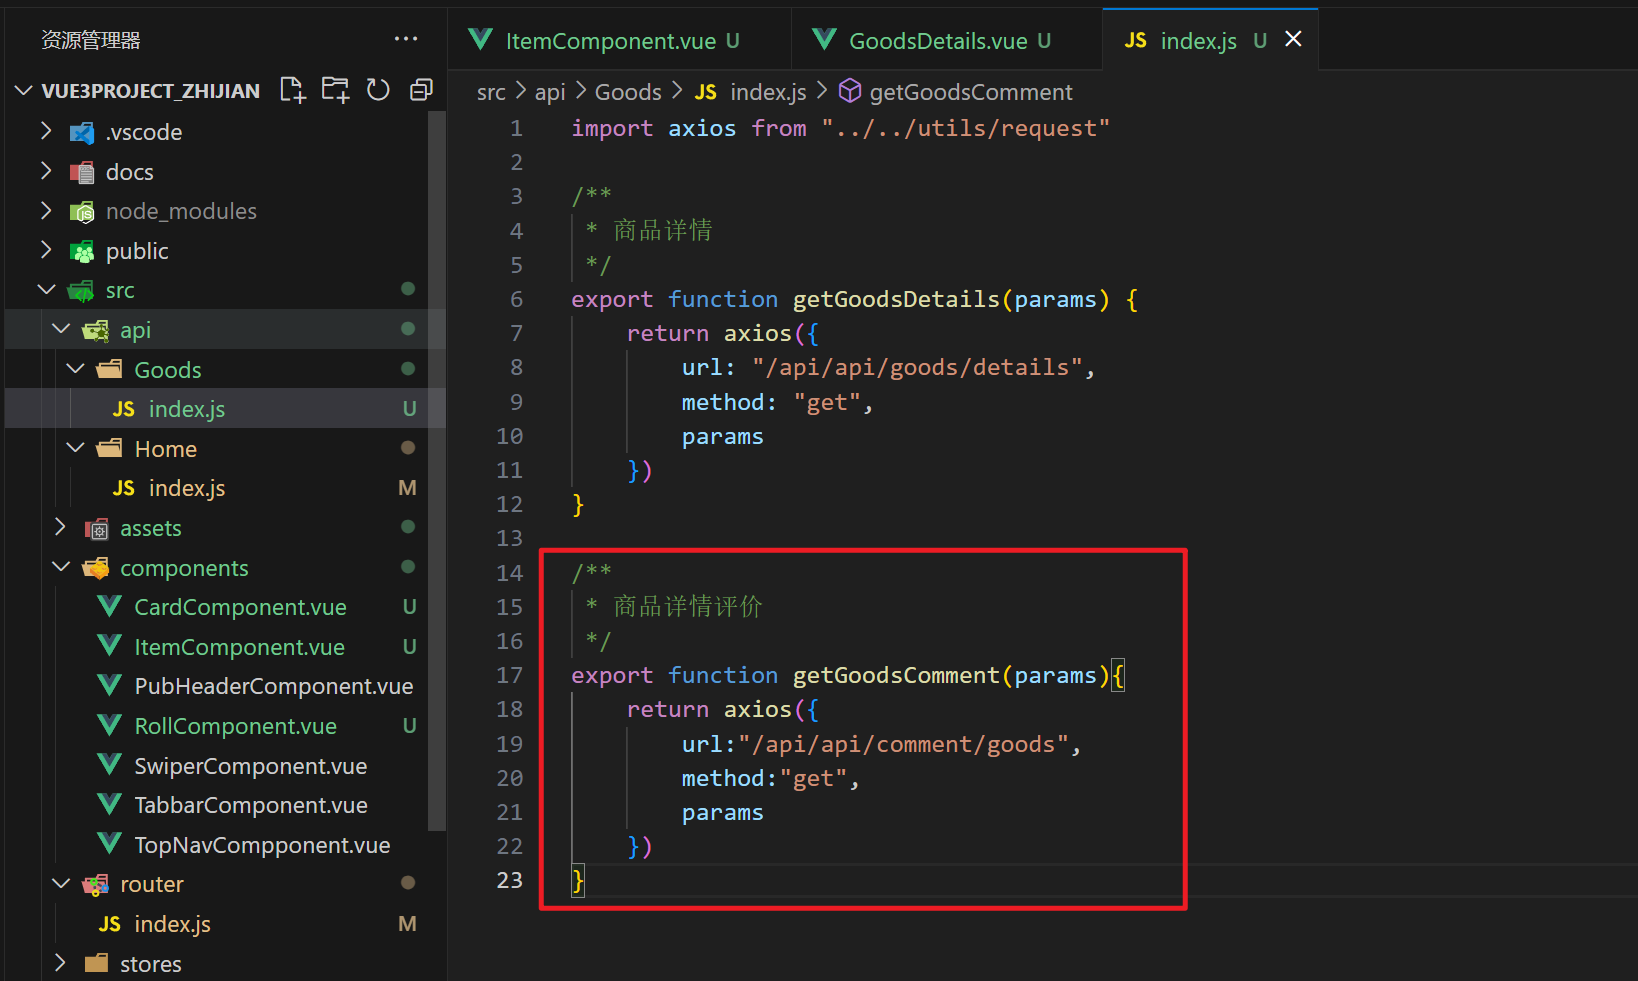 资源管理器 ···
VUE3PROJECT_ZHIJIAN
.vscode
docs
node_modules
public
src
api
Goods
JS index.js U
Home
JS index.js M
assets
components
CardComponent.vue U
ItemComponent.vue U
PubHeaderComponent.vue
RollComponent.vue U
SwiperComponent.vue
TabbarComponent.vue
TopNavCompponent.vue
router
JS index.js M
stores
ItemComponent.vue U
GoodsDetails.vue U
JS index.js U
src > api > Goods > JS index.js > getGoodsComment
1 import axios from "../../utils/request"
2
3 /**
4 * 商品详情
5 */
6 export function getGoodsDetails(params) {
7 return axios({
8 url: "/api/api/goods/details",
9 method: "get",
10 params
11 })
12 }
13
14 /**
15 * 商品详情评价
16 */
17 export function getGoodsComment(params){
18 return axios({
19 url:"/api/api/comment/goods",
20 method:"get",
21 params
22 })
23 }